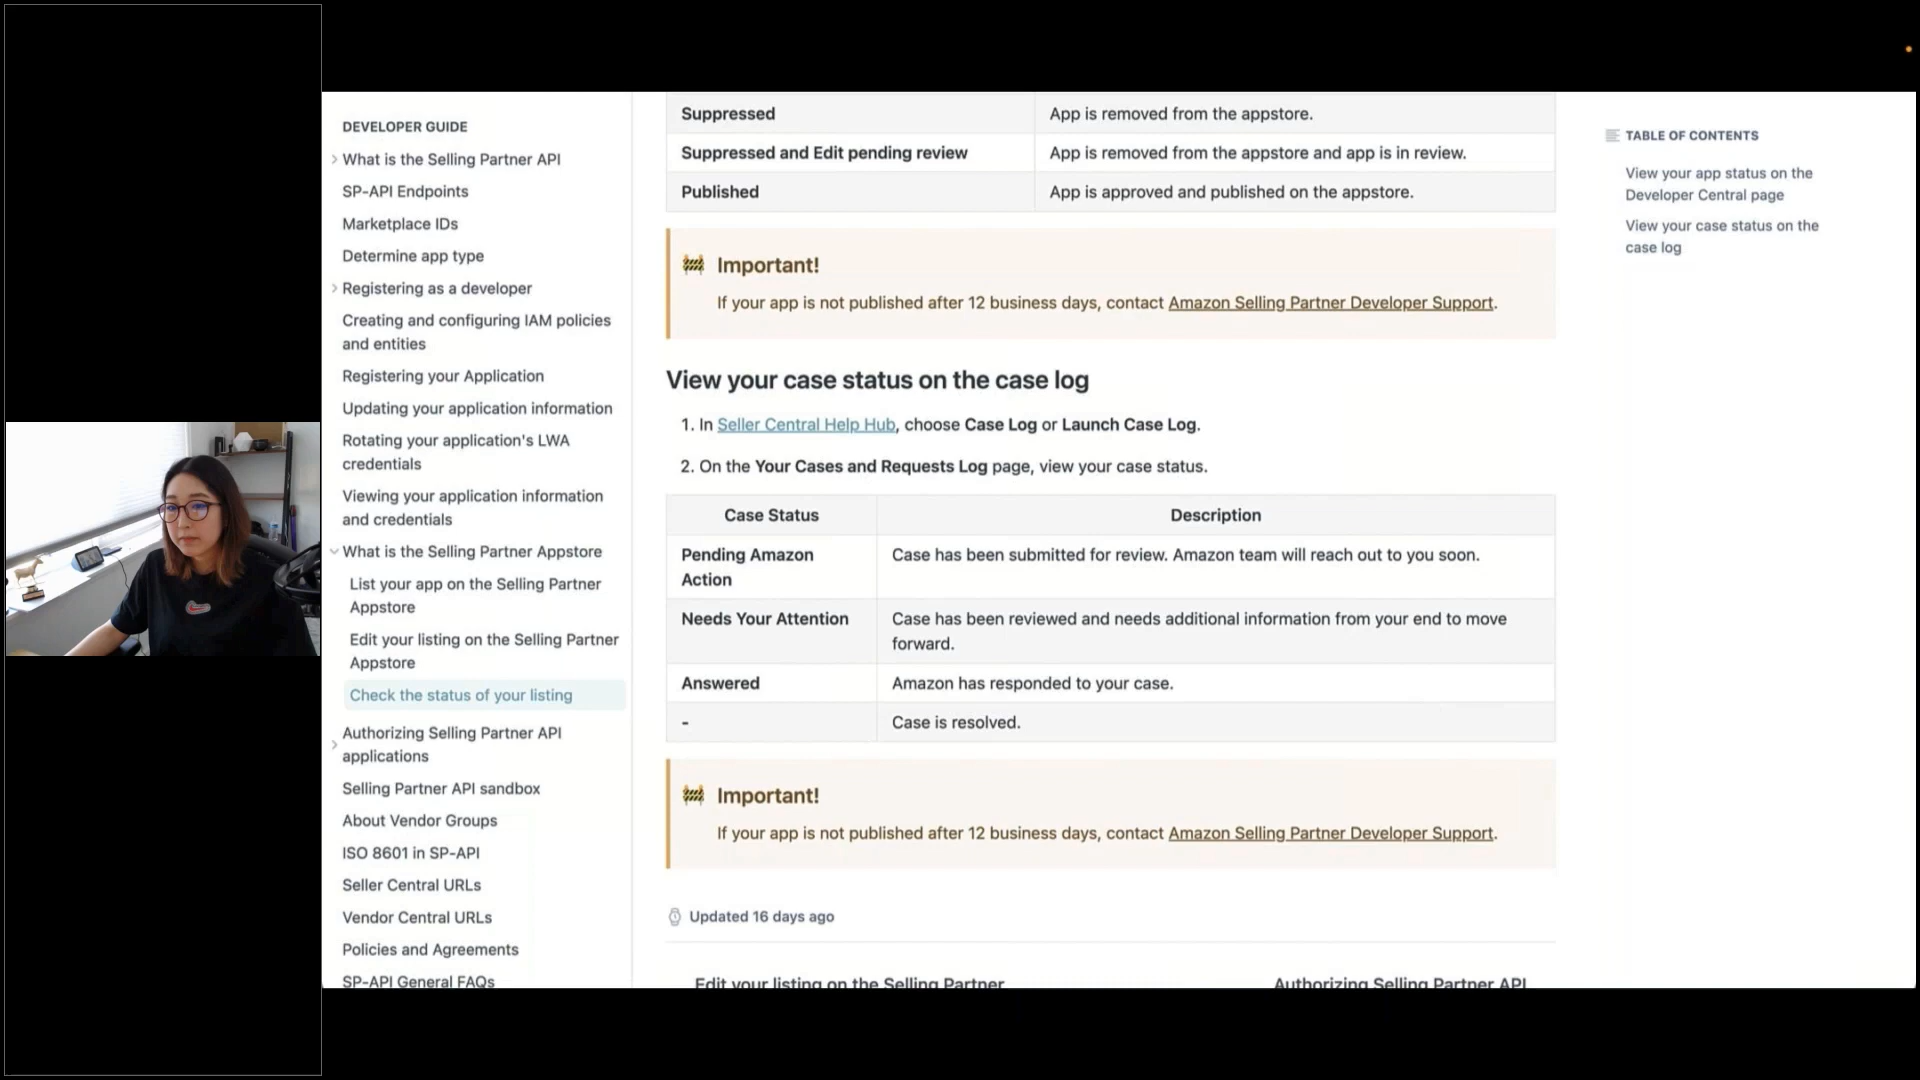 DEVELOPER GUIDE
What is the Selling Partner API
SP-API Endpoints
Marketplace IDs
Determine app type
Registering as a developer
Creating and configuring IAM policies
and entities
Registering your Application
Updating your application information
Rotating your application's LWA
credentials
Viewing your application information
and credentials
What is the Selling Partner Appstore
List your app on the Selling Partner
Appstore
Edit your listing on the Selling Partner
Appstore
Check the status of your listing
Authorizing Selling Partner API
applications
Selling Partner API sandbox
About Vendor Groups
ISO 8601 in SP-API
Seller Central URLs
Vendor Central URLs
Policies and Agreements
SP-API General FAQs
Suppressed App is removed from the appstore.
Suppressed and Edit pending review App is removed from the appstore and app is in review.
Published App is approved and published on the appstore.
Important!
If your app is not published after 12 business days, contact Amazon Selling Partner Developer Support.
View your case status on the case log
1. In Seller Central Help Hub, choose Case Log or Launch Case Log.
2. On the Your Cases and Requests Log page, view your case status.
Case Status Description
Pending Amazon
Action
Case has been submitted for review. Amazon team will reach out to you soon.
Needs Your Attention
Case has been reviewed and needs additional information from your end to move
forward.
Answered Amazon has responded to your case.
- Case is resolved.
Important!
If your app is not published after 12 business days, contact Amazon Selling Partner Developer Support.
Updated 16 days ago
Edit your listing on the Selling Partner
Authorizing Selling Partner API
TABLE OF CONTENTS
View your app status on the
Developer Central page
View your case status on the
case log